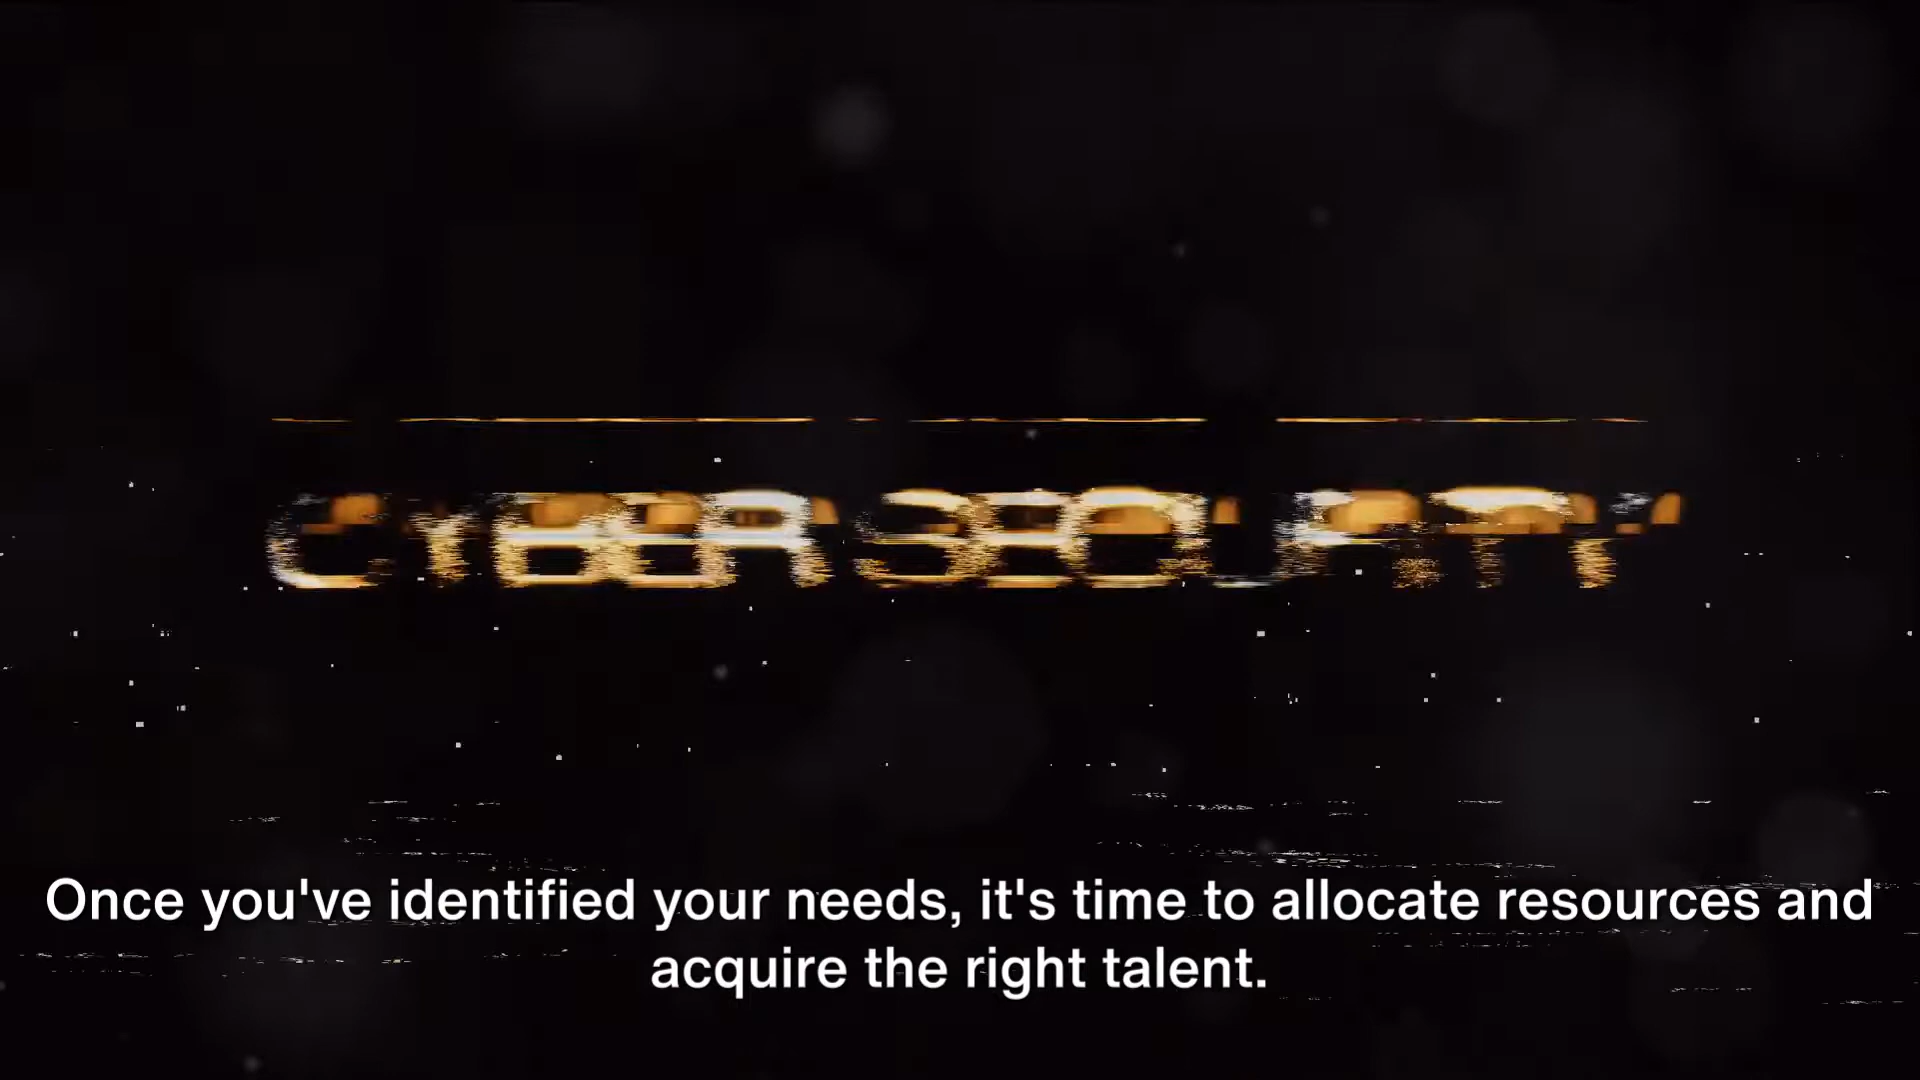 CYBER SECURITY
Once you've identified your needs, it's time to allocate resources and
acquire the right talent.